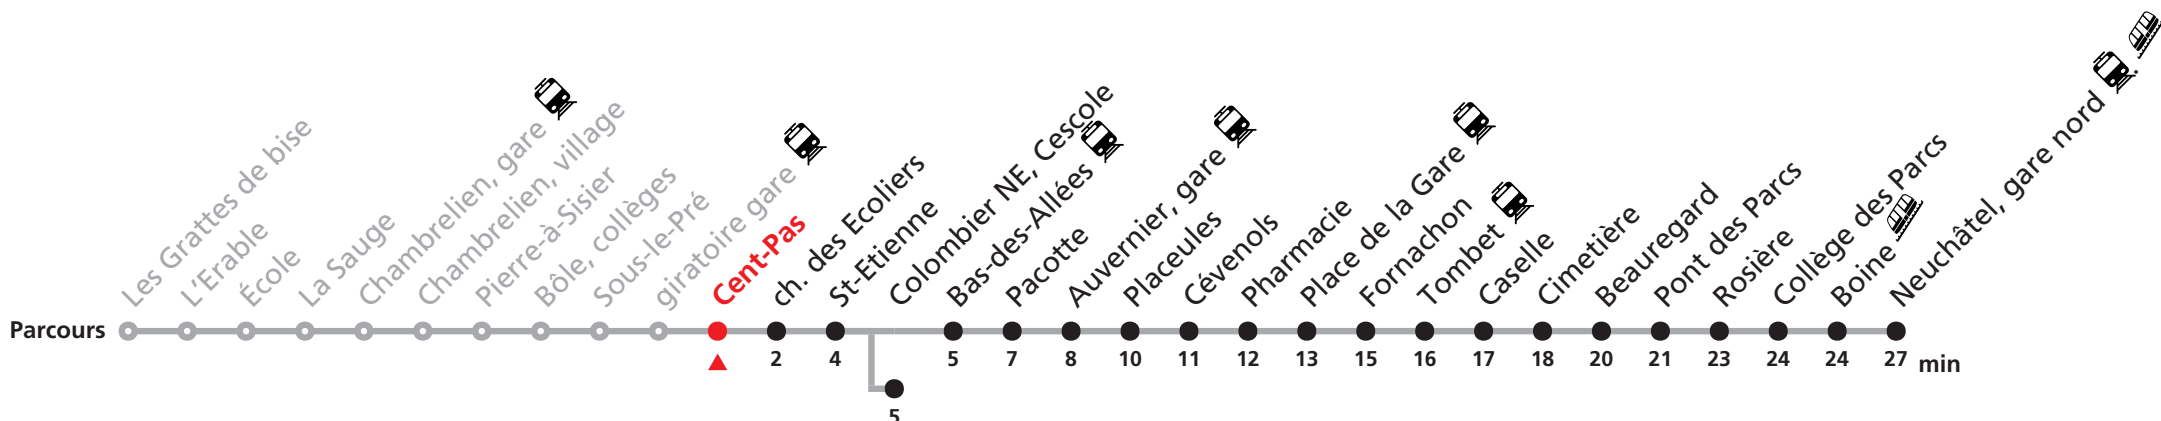 Parcours
Les Grattes de bise
L'Erable
École
La Sauge
Chambrelien, gare
Chambrelien, village
Pierre-à-Sisier
Bôle, collèges
Sous-le-Pré
giratoire gare
Cent-Pas
ch. des Ecoliers
St-Etienne
Colombier NE, Cescole
Bas-des-Allées
Pacotte
Auvernier, gare
Placeules
Cévenols
Pharmacie
Place de la Gare
Fornachon
Tombet
Caselle
Cimetière
Beauregard
Pont des Parcs
Rosière
Collège des Parcs
Boine
Neuchâtel, gare nord
2 4 5 7 8 10 11 12 13 15 16 17 18 20 21 23 24 24 27 min
5